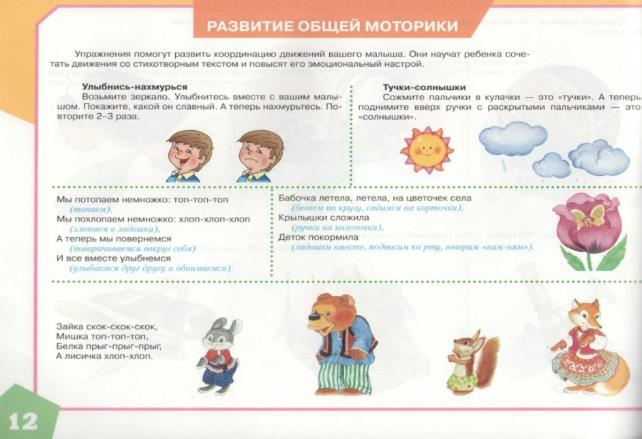 РАЗВИТИЕ ОБЩЕЙ МОТОРИКИ
Упражнения помогут развить координацию движений вашего малыша. Они научат ребенка соче-
тать движения со стихотворным текстом и повысят его эмоциональный настрой.
Улыбнись-нахмурься
Возьмите зеркало. Улыбнитесь вместе с вашим малы-
шом. Покажите, какой он славный. А теперь нахмурьтесь. По-
вторите 2–3 раза.
Тучки-солнышки
Сожмите пальчики в кулачки — это «тучки». А теперь
поднимите вверх ручки с раскрытыми пальчиками — это
«солнышки».
Мы потопаем немножко: топ-топ-топ
(топаем).
Мы похлопаем немножко: хлоп-хлоп-хлоп
(хлопаем в ладошки),
А теперь мы повернемся
(поворачиваемся вокруг себя)
И все вместе улыбнемся
(улыбаемся друг другу и обнимаемся).
Бабочка летела, летела, на цветочек села
(бегаем по кругу, садимся на корточки),
Крылышки сложила
(ручки на коленочки),
Деток покормила
(ладошки вместе, подносим ко рту, говорим «ням-ням»).
Зайка скок-скок-скок,
Мишка топ-топ-топ,
Белка прыг-прыг-прыг,
А лисичка хлоп-хлоп.
12